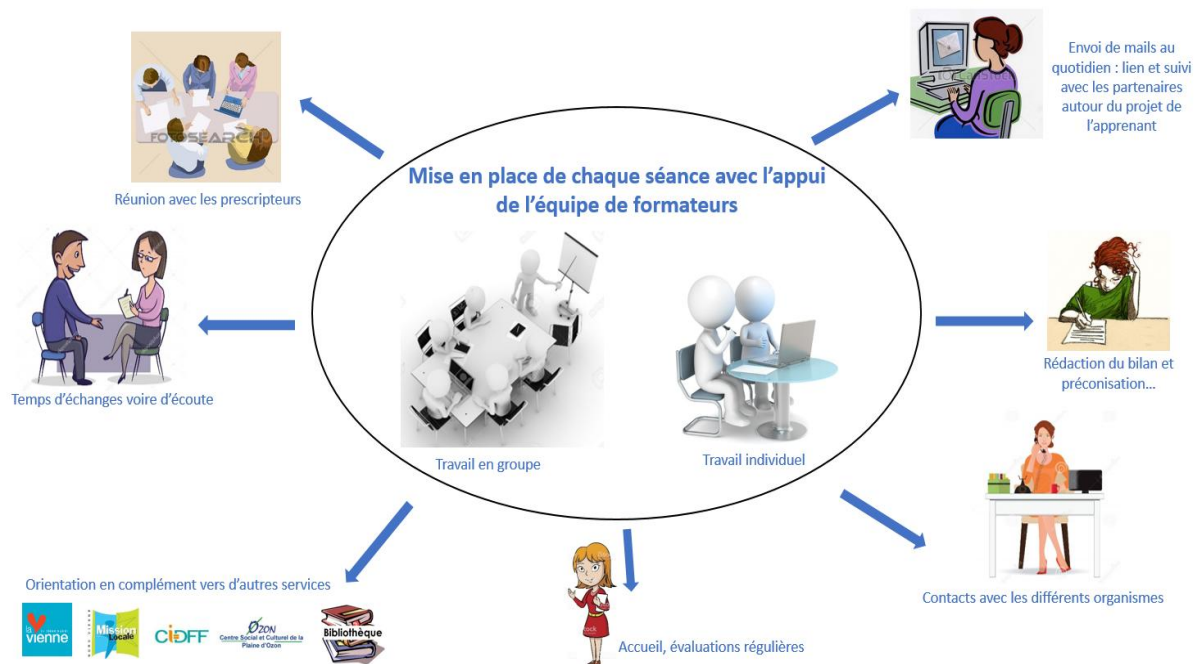 Envoi de mails au
quotidien : lien et suivi
avec les partenaires
autour du projet de
l'apprenant
FOTOSEARCH
Réunion avec les prescripteurs
Mise en place de chaque séance avec l'appui
de l'équipe de formateurs
Temps d'échanges voire d'écoute
Rédaction du bilan et
préconisation...
Travail en groupe
Travail individuel
Orientation en complément vers d'autres services
la
vienne
Mission
Locale
CIDFF
OZON
Centre Social et Culturel de la
Plaine d'Ozon
Bibliothèque
Accueil, évaluations régulières
Contacts avec les différents organismes